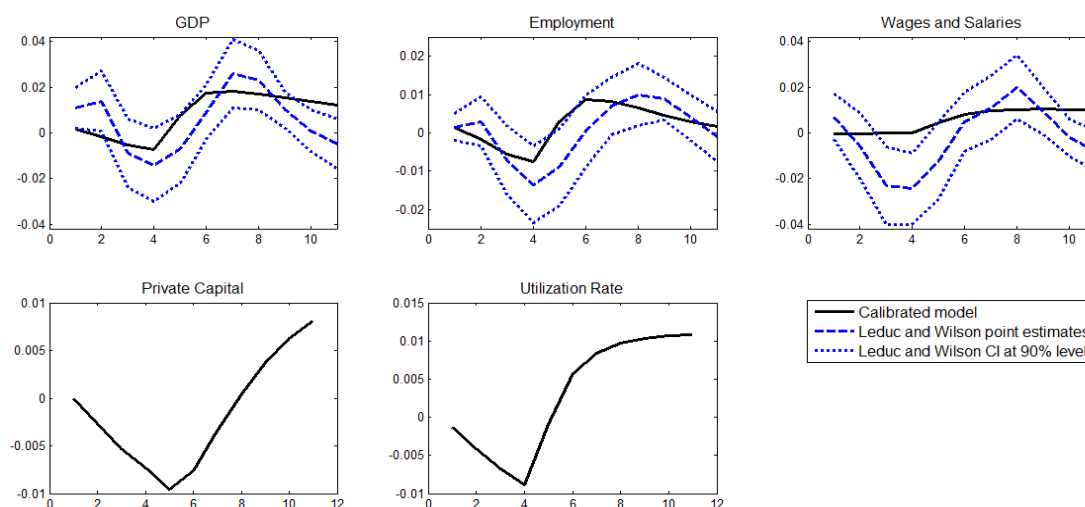 GDP
0.04
0.02
0
-0.02
-0.04
0 2 4 6 8 10
Employment
0.02
0.01
0
-0.01
-0.02
0 2 4 6 8 10
Wages and Salaries
0.04
0.02
0
-0.02
-0.04
0 2 4 6 8 10
Private Capital
0.01
0.005
0
-0.005
-0.01
0 2 4 6 8 10 12
Utilization Rate
0.015
0.01
0.005
0
-0.005
-0.01
0 2 4 6 8 10 12
Calibrated model
Leduc and Wilson point estimates
Leduc and Wilson CI at 90% level